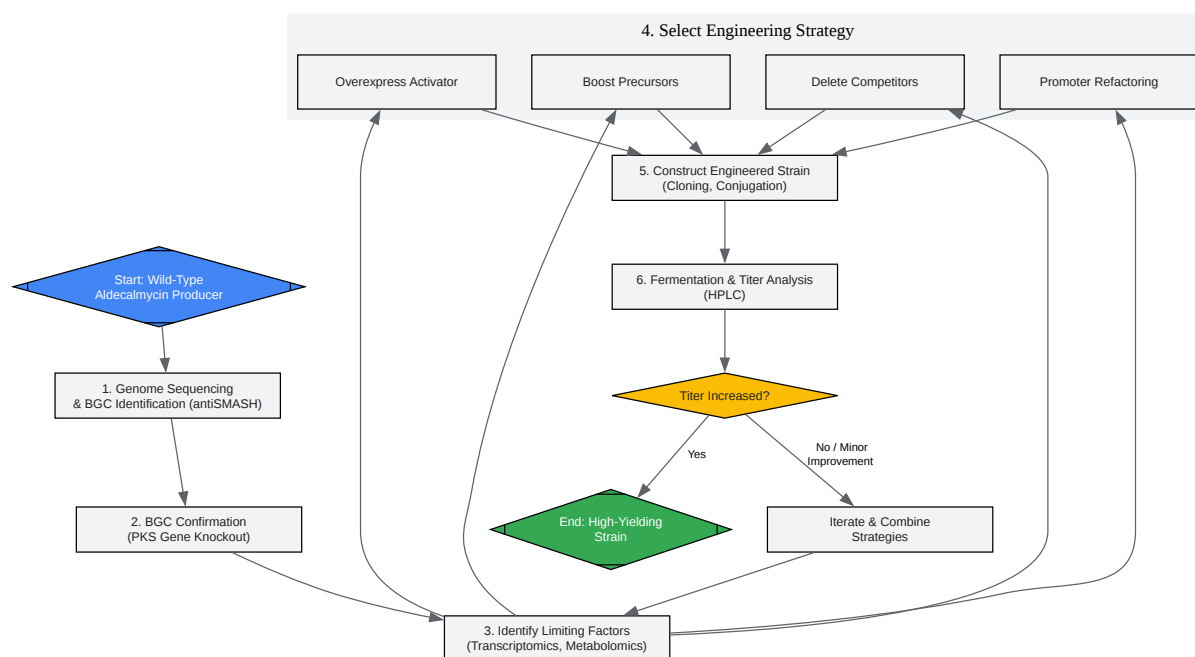 4. Select Engineering Strategy
Overexpress Activator
Boost Precursors
Delete Competitors
Promoter Refactoring
5. Construct Engineered Strain
(Cloning, Conjugation)
Start: Wild-Type
Aldecalmycin Producer
6. Fermentation & Titer Analysis
(HPLC)
1. Genome Sequencing
& BGC Identification (antiSMASH)
Titer Increased?
Yes
No / Minor
Improvement
2. BGC Confirmation
(PKS Gene Knockout)
End: High-Yielding
Strain
Iterate & Combine
Strategies
3. Identify Limiting Factors
(Transcriptomics, Metabolomics)